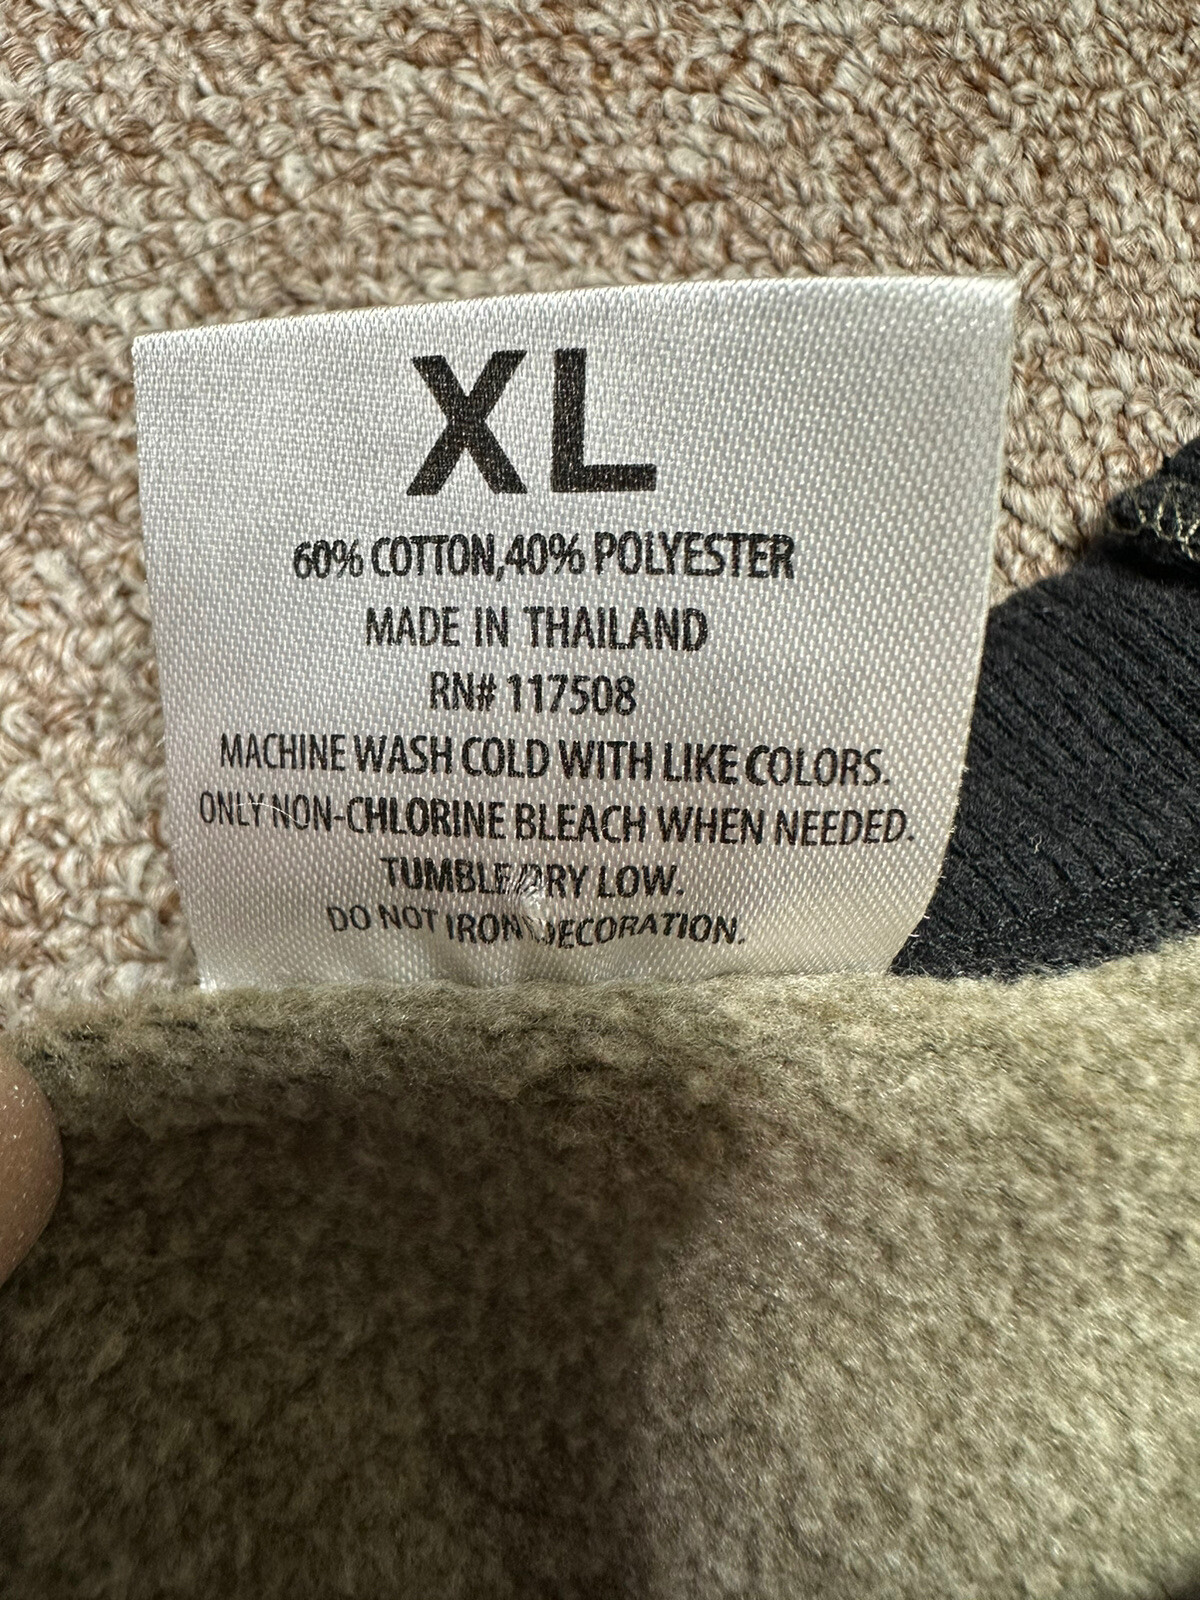 XL
60% COTTON,40% POLYESTER
MADE IN THAILAND
RN# 117508
MACHINE WASH COLD WITH LIKE COLORS.
ONLY NON-CHLORINE BLEACH WHEN NEEDED.
TUMBLE DRY LOW.
DO NOT IRON DECORATION.